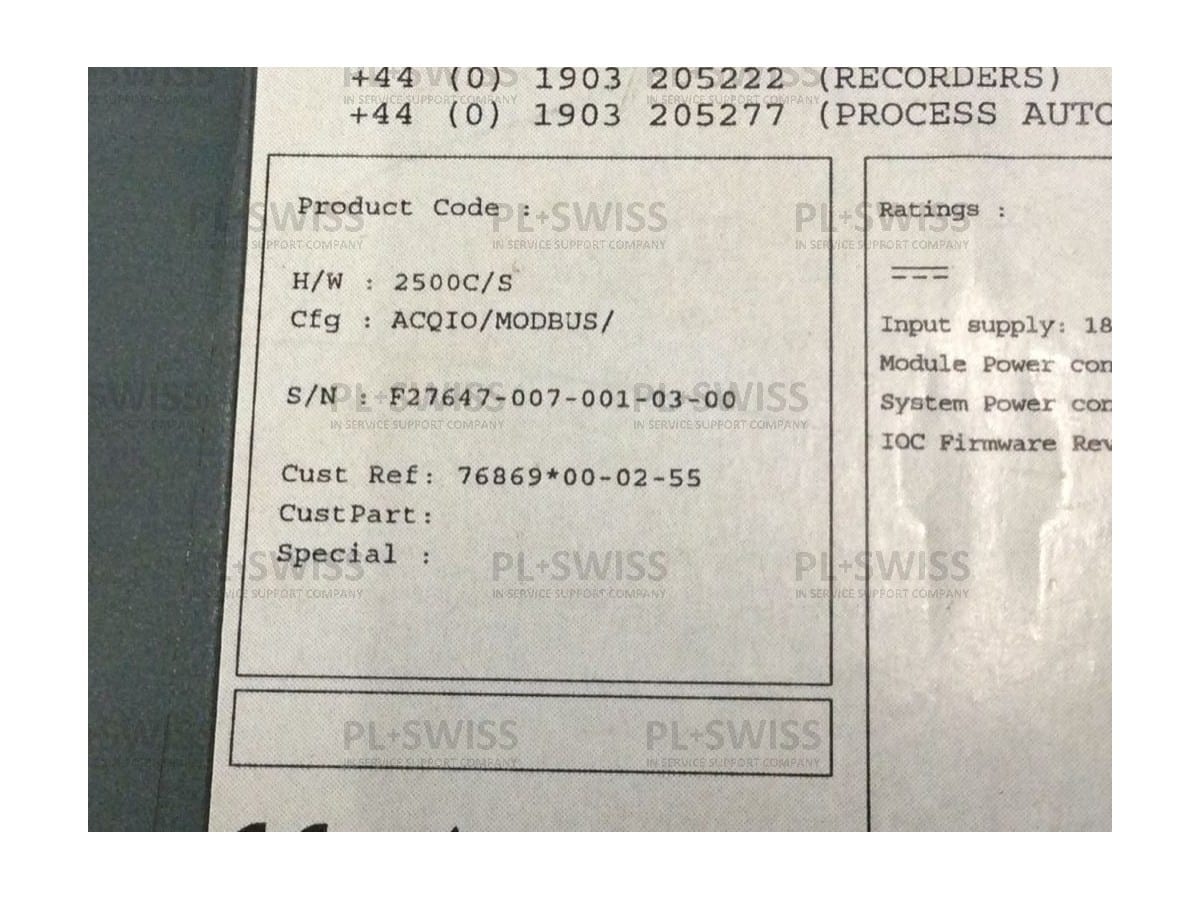 +44 (0) 1903 205222 (RECORDERS)
+44 (0) 1903 205277 (PROCESS AUTO
Product Code :
H/W : 2500C/S
Cfg : ACQIO/MODBUS/
S/N : F27647-007-001-03-00
Cust Ref: 76869*00-02-55
CustPart:
Special :
Ratings :
Input supply: 18
Module Power con
System Power con
IOC Firmware Rev
PL+SWISS
IN SERVICE SUPPORT COMPANY